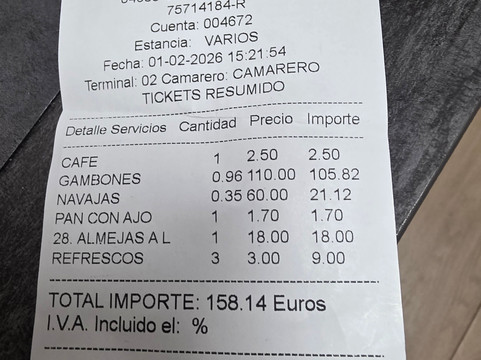 75714184-R
Cuenta: 004672
Estancia: VARIOS
Fecha: 01-02-2026 15:21:54
Terminal: 02 Camarero: CAMARERO
TICKETS RESUMIDO
Detalle Servicios Cantidad Precio Importe
CAFE 1 2.50 2.50
GAMBONES 0.96 110.00 105.82
NAVAJAS 0.35 60.00 21.12
PAN CON AJO 1 1.70 1.70
28. ALMEJAS A L 1 18.00 18.00
REFRESCOS 3 3.00 9.00
TOTAL IMPORTE: 158.14 Euros
I.V.A. Incluido el: %